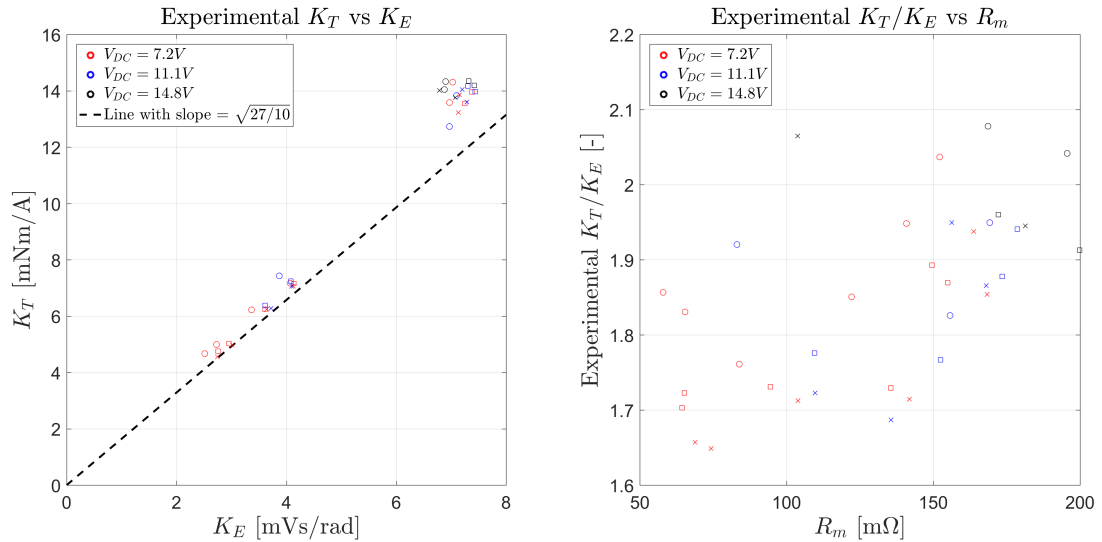 Experimental K_T vs K_E
16
14
12
10
8
6
4
2
0
K_T [mNm/A]
V_DC = 7.2V
V_DC = 11.1V
V_DC = 14.8V
Line with slope = √27/10
0
2
4
6
8
K_E [mVs/rad]
Experimental K_T/K_E vs R_m
2.2
2.1
2
1.9
1.8
1.7
1.6
Experimental K_T/K_E [-]
V_DC = 7.2V
V_DC = 11.1V
V_DC = 14.8V
50
100
150
200
R_m [mΩ]